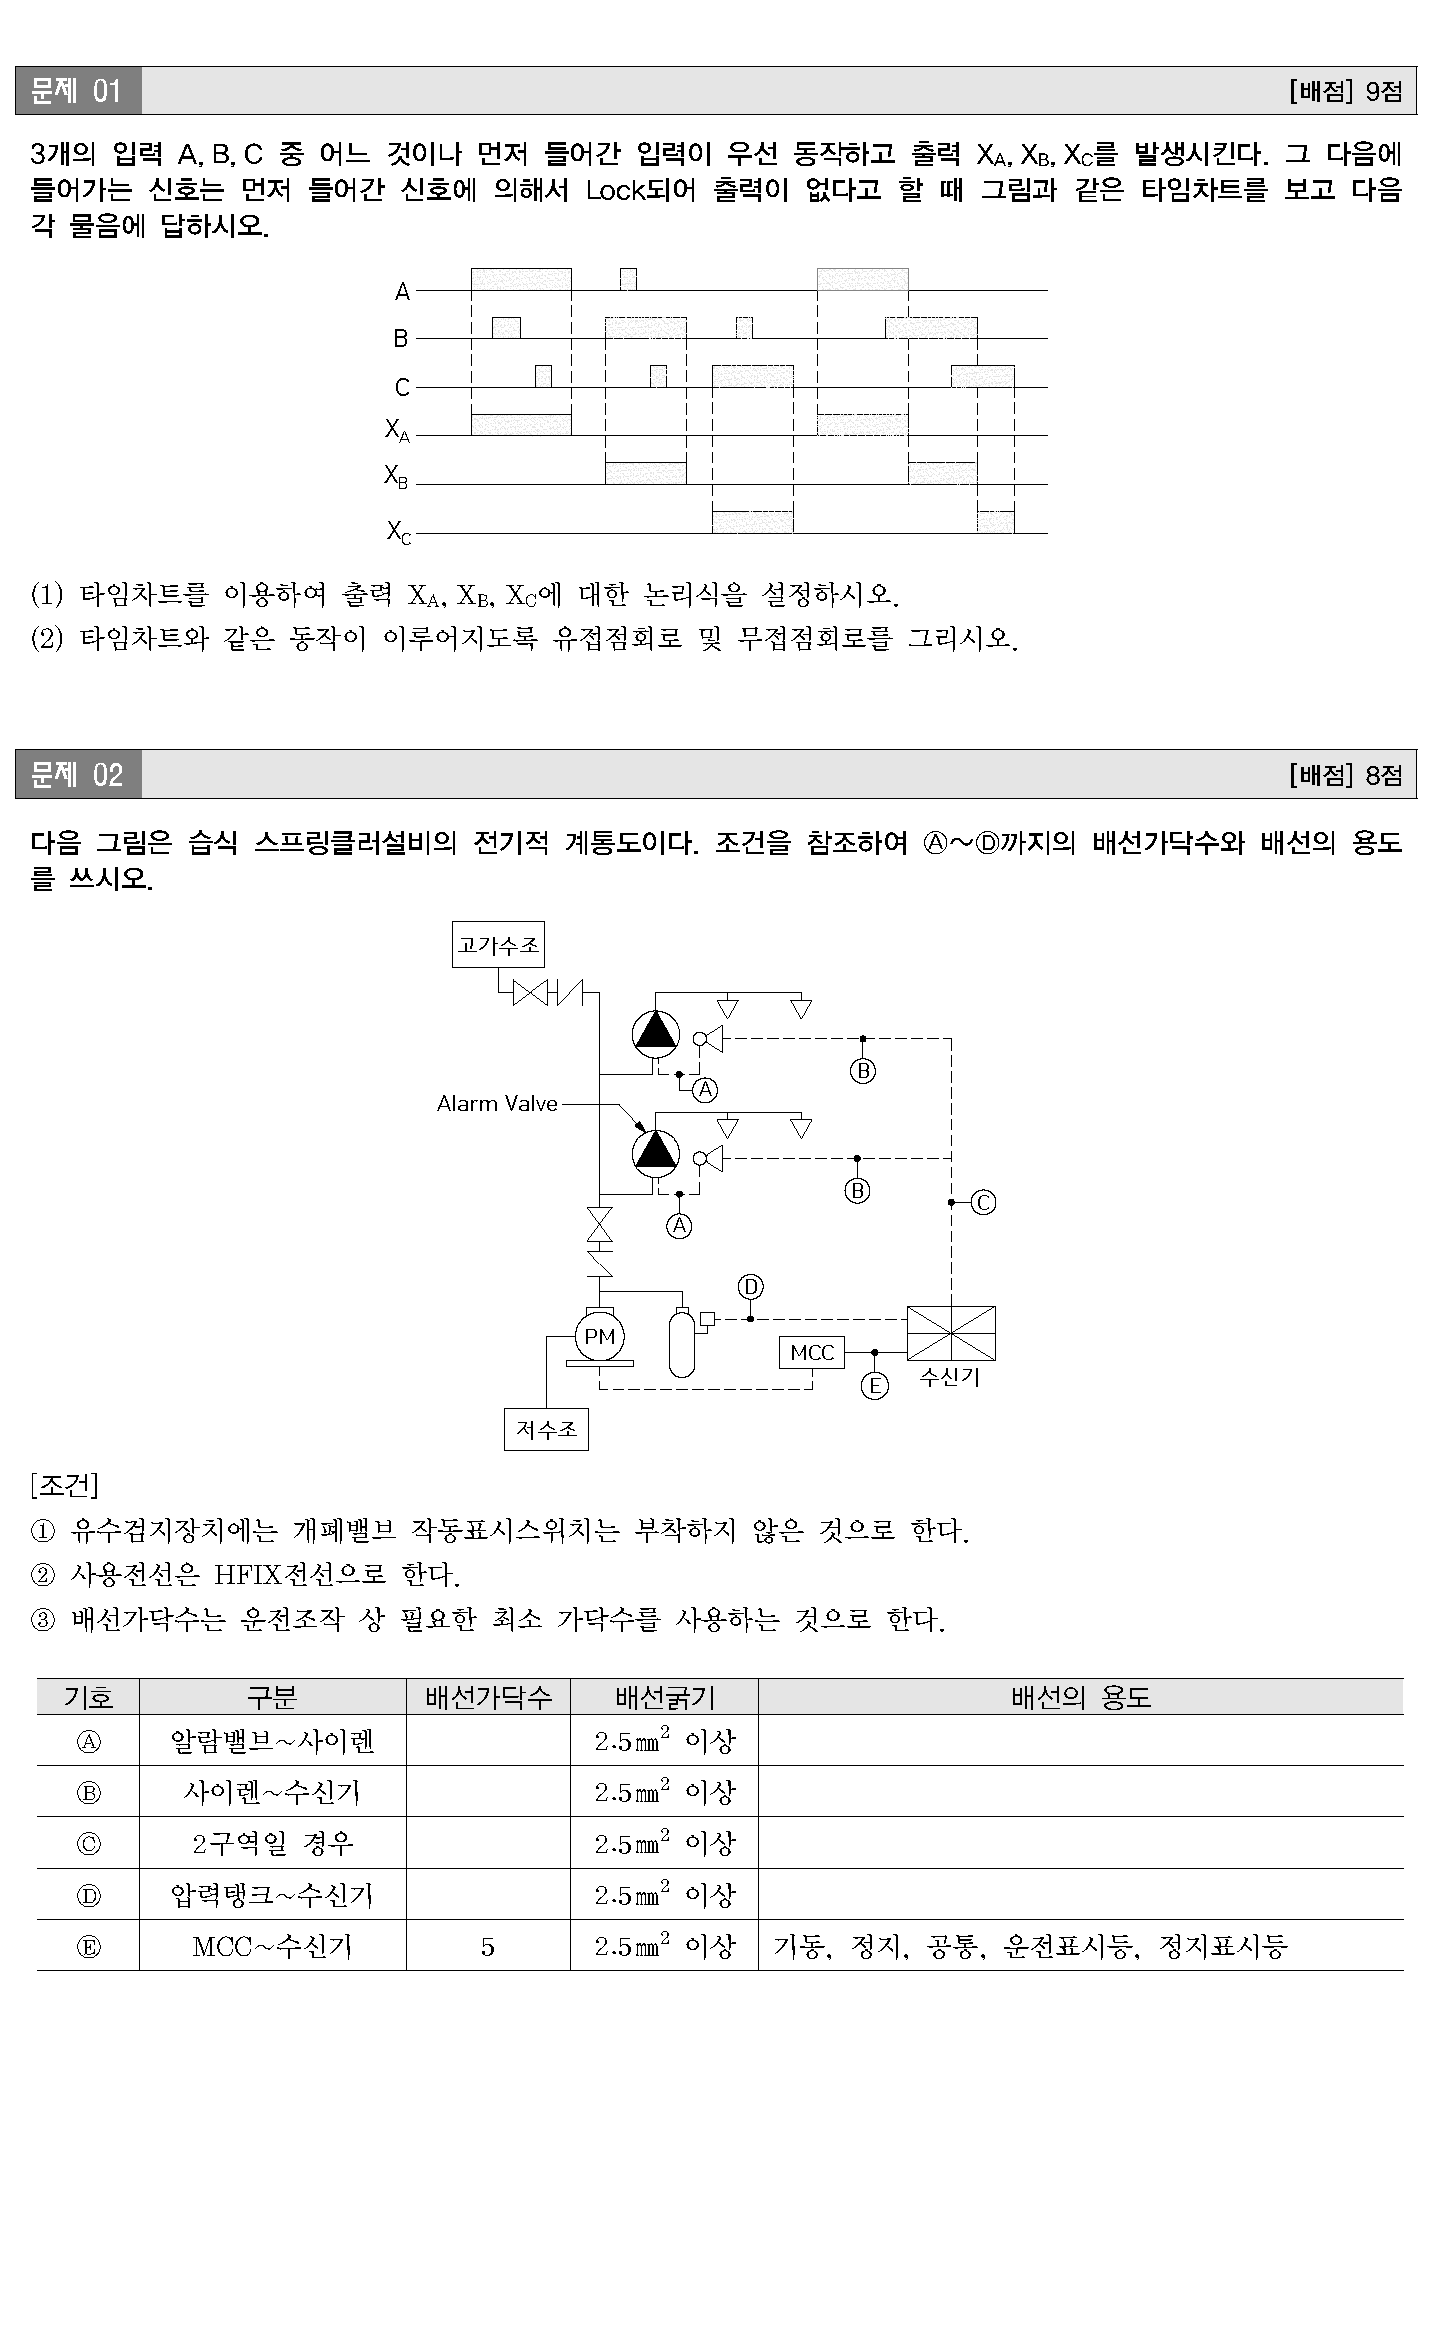 문제 01 [배점] 9점
3개의 입력 A, B, C 중 어느 것이나 먼저 들어간 입력이 우선 동작하고 출력 XA, XB, XC를 발생시킨다. 그 다음에
들어가는 신호는 먼저 들어간 신호에 의해서 Lock되어 출력이 없다고 할 때 그림과 같은 타임차트를 보고 다음
각 물음에 답하시오.
A
B
C
XA
XB
XC
(1) 타임차트를 이용하여 출력 XA, XB, XC에 대한 논리식을 설정하시오.
(2) 타임차트와 같은 동작이 이루어지도록 유접점회로 및 무접점회로를 그리시오.
문제 02 [배점] 8점
다음 그림은 습식 스프링클러설비의 전기적 계통도이다. 조건을 참조하여 Ⓐ~Ⓓ까지의 배선가닥수와 배선의 용도
를 쓰시오.
고가수조
Ⓑ
Ⓐ
Alarm Valve
Ⓑ
Ⓒ
Ⓐ
Ⓓ
PM
MCC
Ⓔ
수신기
저수조
[조건]
① 유수검지장치에는 개폐밸브 작동표시스위치는 부착하지 않은 것으로 한다.
② 사용전선은 HFIX전선으로 한다.
③ 배선가닥수는 운전조작 상 필요한 최소 가닥수를 사용하는 것으로 한다.
기호 구분 배선가닥수 배선굵기 배선의 용도
Ⓐ 알람밸브~사이렌 2.5㎜² 이상
Ⓑ 사이렌~수신기 2.5㎜² 이상
Ⓒ 2구역일 경우 2.5㎜² 이상
Ⓓ 압력탱크~수신기 2.5㎜² 이상
Ⓔ MCC~수신기 5 2.5㎜² 이상 기동, 정지, 공통, 운전표시등, 정지표시등